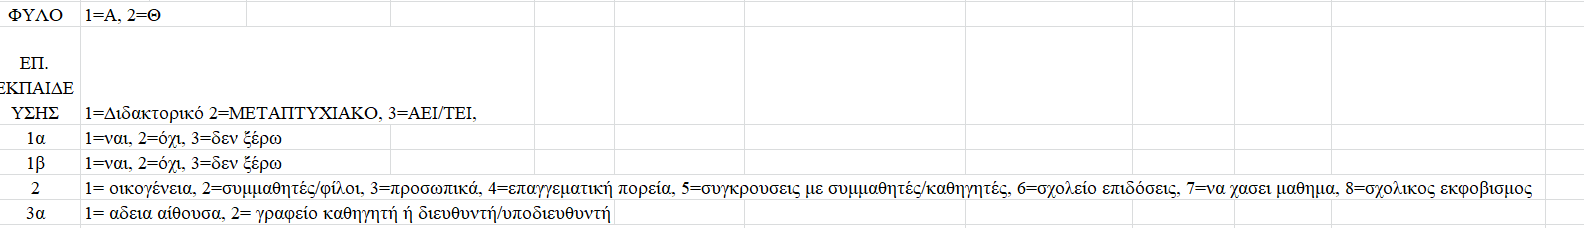 ΦΥΛΟ 1=Α, 2=Θ
ΕΠ.
ΕΚΠΑΙΔΕ
ΥΣΗΣ 1=Διδακτορικό 2=ΜΕΤΑΠΤΥΧΙΑΚΟ, 3=ΑΕΙ/ΤΕΙ,
1α 1=ναι, 2=όχι, 3=δεν ξέρω
1β 1=ναι, 2=όχι, 3=δεν ξέρω
2 1= οικογένεια, 2=συμμαθητές/φίλοι, 3=προσωπικά, 4=επαγγεματική πορεία, 5=συγκρουσεις με συμμαθητές/καθηγητές, 6=σχολείο επιδόσεις, 7=να χασει μαθημα, 8=σχολικος εκφοβισμος
3α 1= αδεια αίθουσα, 2= γραφείο καθηγητή ή διευθυντή/υποδιευθυντή